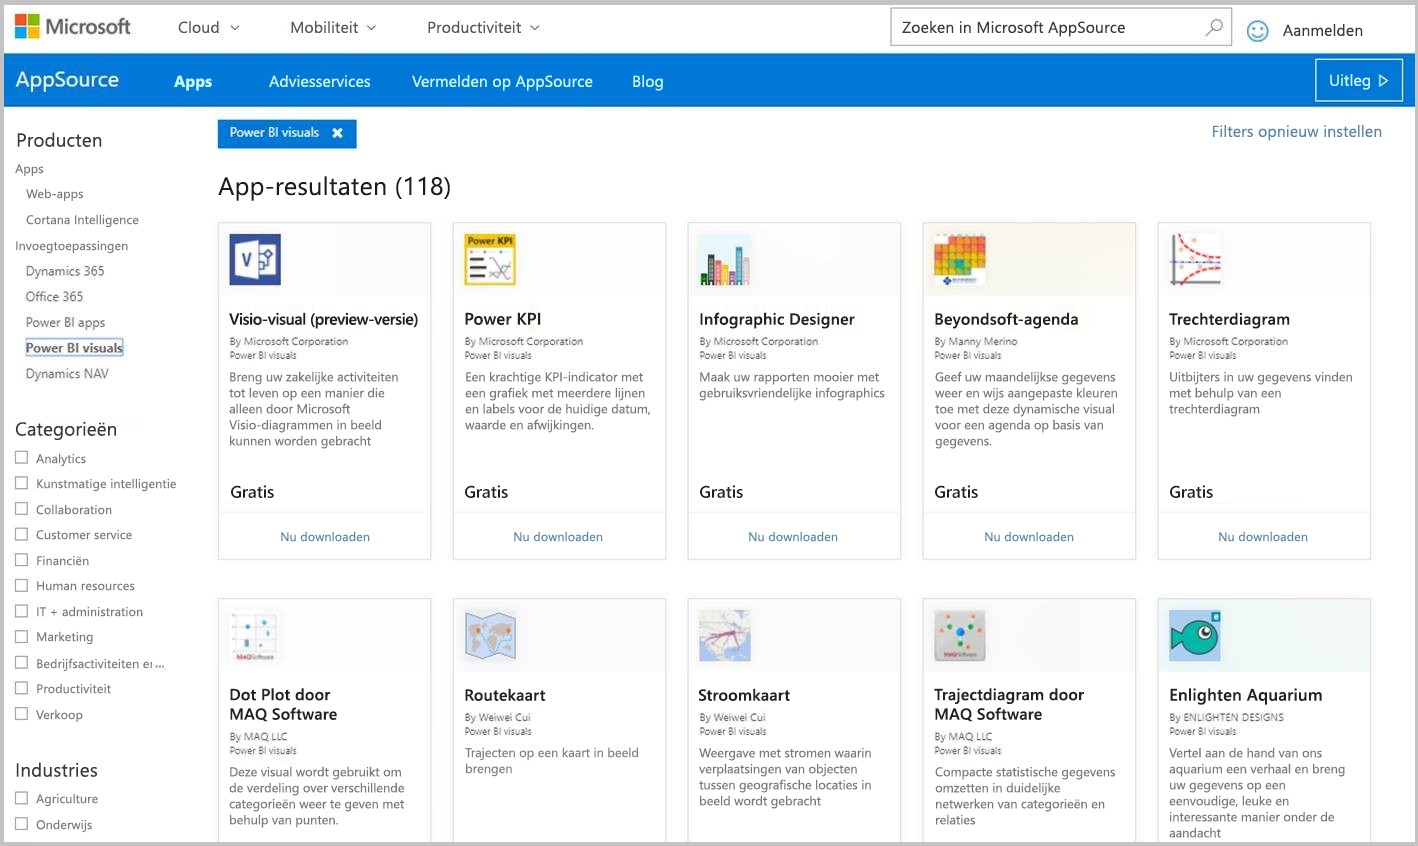 Microsoft
Cloud
Mobiliteit
Productiviteit
Zoeken in Microsoft AppSource
Aanmelden
AppSource
Apps
Adviesservices
Vermelden op AppSource
Blog
Uitleg
Producten
Apps
Web-apps
Cortana Intelligence
Invoegtoepassingen
Dynamics 365
Office 365
Power BI apps
Power BI visuals
Dynamics NAV
Categorieën
Analytics
Kunstmatige intelligentie
Collaboration
Customer service
Financiën
Human resources
IT + administration
Marketing
Bedrijfsactiviteiten en ...
Productiviteit
Verkoop
Industries
Agriculture
Onderwijs
Power BI visuals
Filters opnieuw instellen
App-resultaten (118)
Visio-visual (preview-versie)
By Microsoft Corporation
Power BI visuals
Breng uw zakelijke activiteiten
tot leven op een manier die
alleen door Microsoft
Visio-diagrammen in beeld
kunnen worden gebracht
Gratis
Nu downloaden
Power KPI
Power KPI
By Microsoft Corporation
Power BI visuals
Een krachtige KPI-indicator met
een grafiek met meerdere lijnen
en labels voor de huidige datum,
waarde en afwijkingen.
Gratis
Nu downloaden
Infographic Designer
By Microsoft Corporation
Power BI visuals
Maak uw rapporten mooier met
gebruiksvriendelijke infographics
Gratis
Nu downloaden
Beyondsoft-agenda
By Manny Merino
Power BI visuals
Geef uw maandelijkse gegevens
weer en wijs aangepaste kleuren
toe met deze dynamische visual
voor een agenda op basis van
gegevens.
Gratis
Nu downloaden
Trechterdiagram
By Microsoft Corporation
Power BI visuals
Uitbijters in uw gegevens vinden
met behulp van een
trechterdiagram
Gratis
Nu downloaden
MAQSoftware
Dot Plot door
MAQ Software
By MAQ LLC
Power BI visuals
Deze visual wordt gebruikt om
de verdeling over verschillende
categorieën weer te geven met
behulp van punten.
Routekaart
By Weiwei Cui
Power BI visuals
Trajecten op een kaart in beeld
brengen
Stroomkaart
By Weiwei Cui
Power BI visuals
Weergave met stromen waarin
verplaatsingen van objecten
tussen geografische locaties in
beeld wordt gebracht
MAQSoftware
Trajectdiagram door
MAQ Software
By MAQ LLC
Power BI visuals
Compacte statistische gegevens
omzetten in duidelijke
netwerken van categorieën en
relaties
Enlighten Aquarium
By ENLIGHTEN DESIGNS
Power BI visuals
Vertel aan de hand van ons
aquarium een verhaal en breng
uw gegevens op een
eenvoudige, leuke en
interessante manier onder de
aandacht